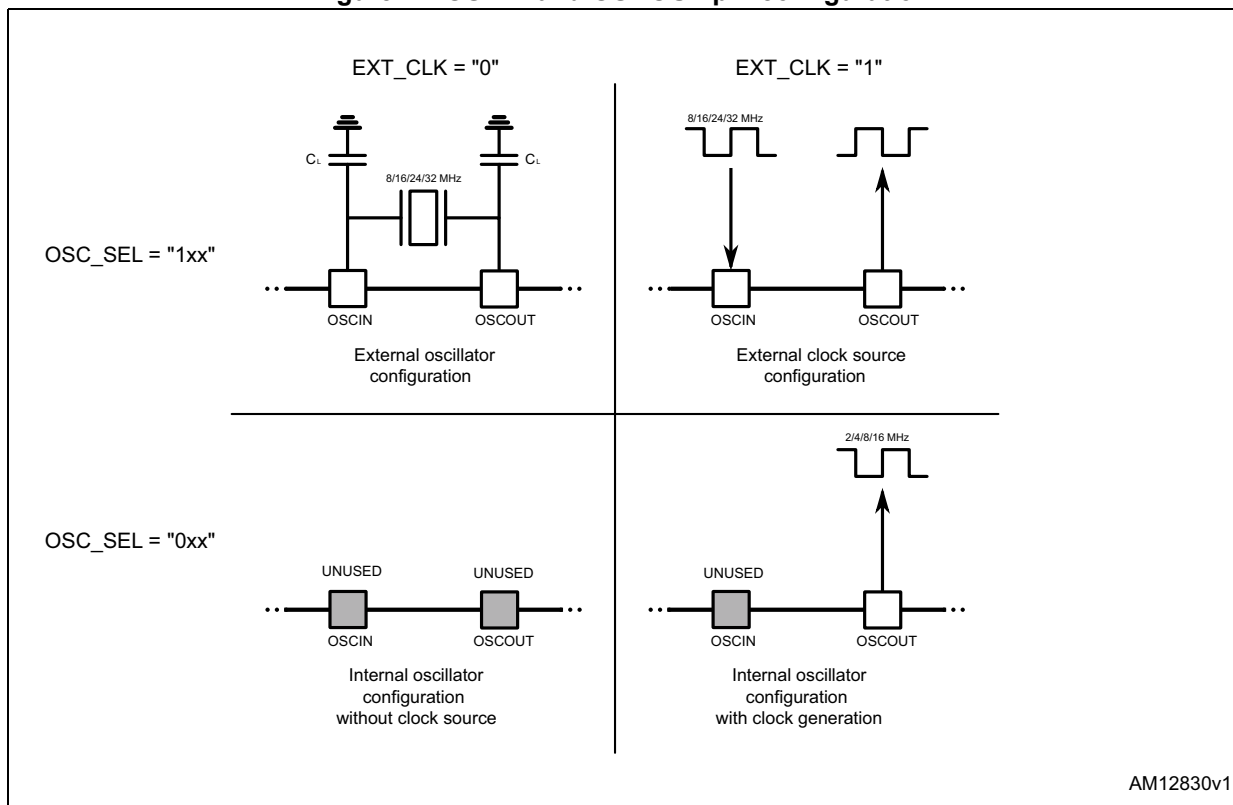 EXT_CLK = "0"
EXT_CLK = "1"
OSC_SEL = "1xx"
CL
CL
8/16/24/32 MHz
OSCIN
OSCOUT
External oscillator
configuration
8/16/24/32 MHz
OSCIN
OSCOUT
External clock source
configuration
OSC_SEL = "0xx"
UNUSED
UNUSED
OSCIN
OSCOUT
Internal oscillator
configuration
without clock source
2/4/8/16 MHz
UNUSED
OSCIN
OSCOUT
Internal oscillator
configuration
with clock generation
AM12830v1